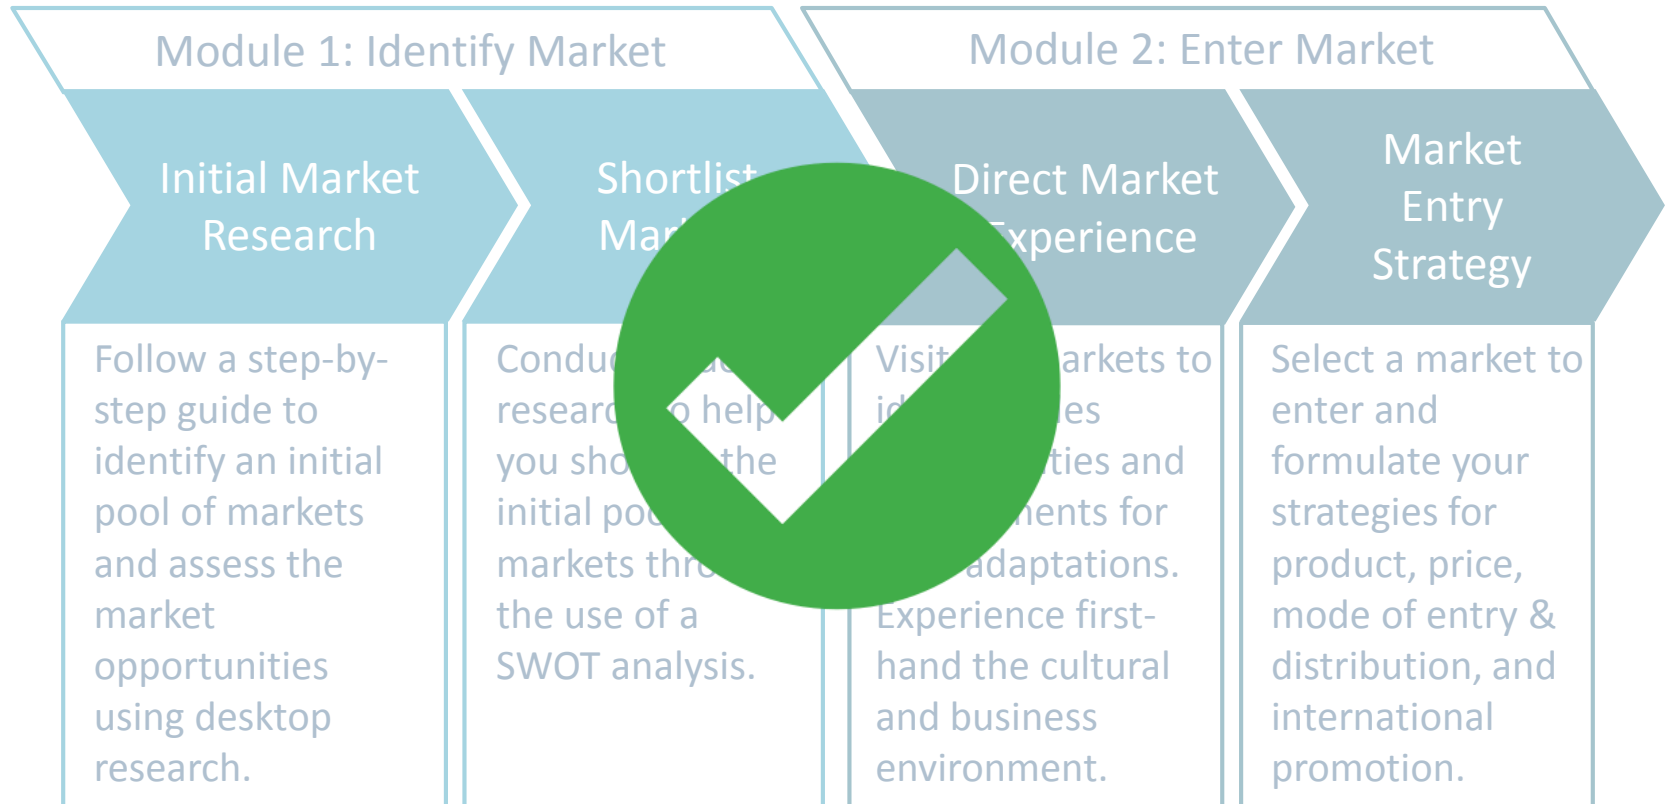 Module 1: Identify Market
Module 2: Enter Market
Initial Market
Research
Shortlist
Direct Market
Experience
Market
Entry
Strategy
Follow a step-by-
step guide to
identify an initial
pool of markets
and assess the
market
opportunities
using desktop
research.
help
you the
initial
markets
the use of a
SWOT analysis.
Visit markets to
and
for
adaptations.
Experience first-
hand the cultural
and business
environment.
Select a market to
enter and
formulate your
strategies for
product, price,
mode of entry &
distribution, and
international
promotion.